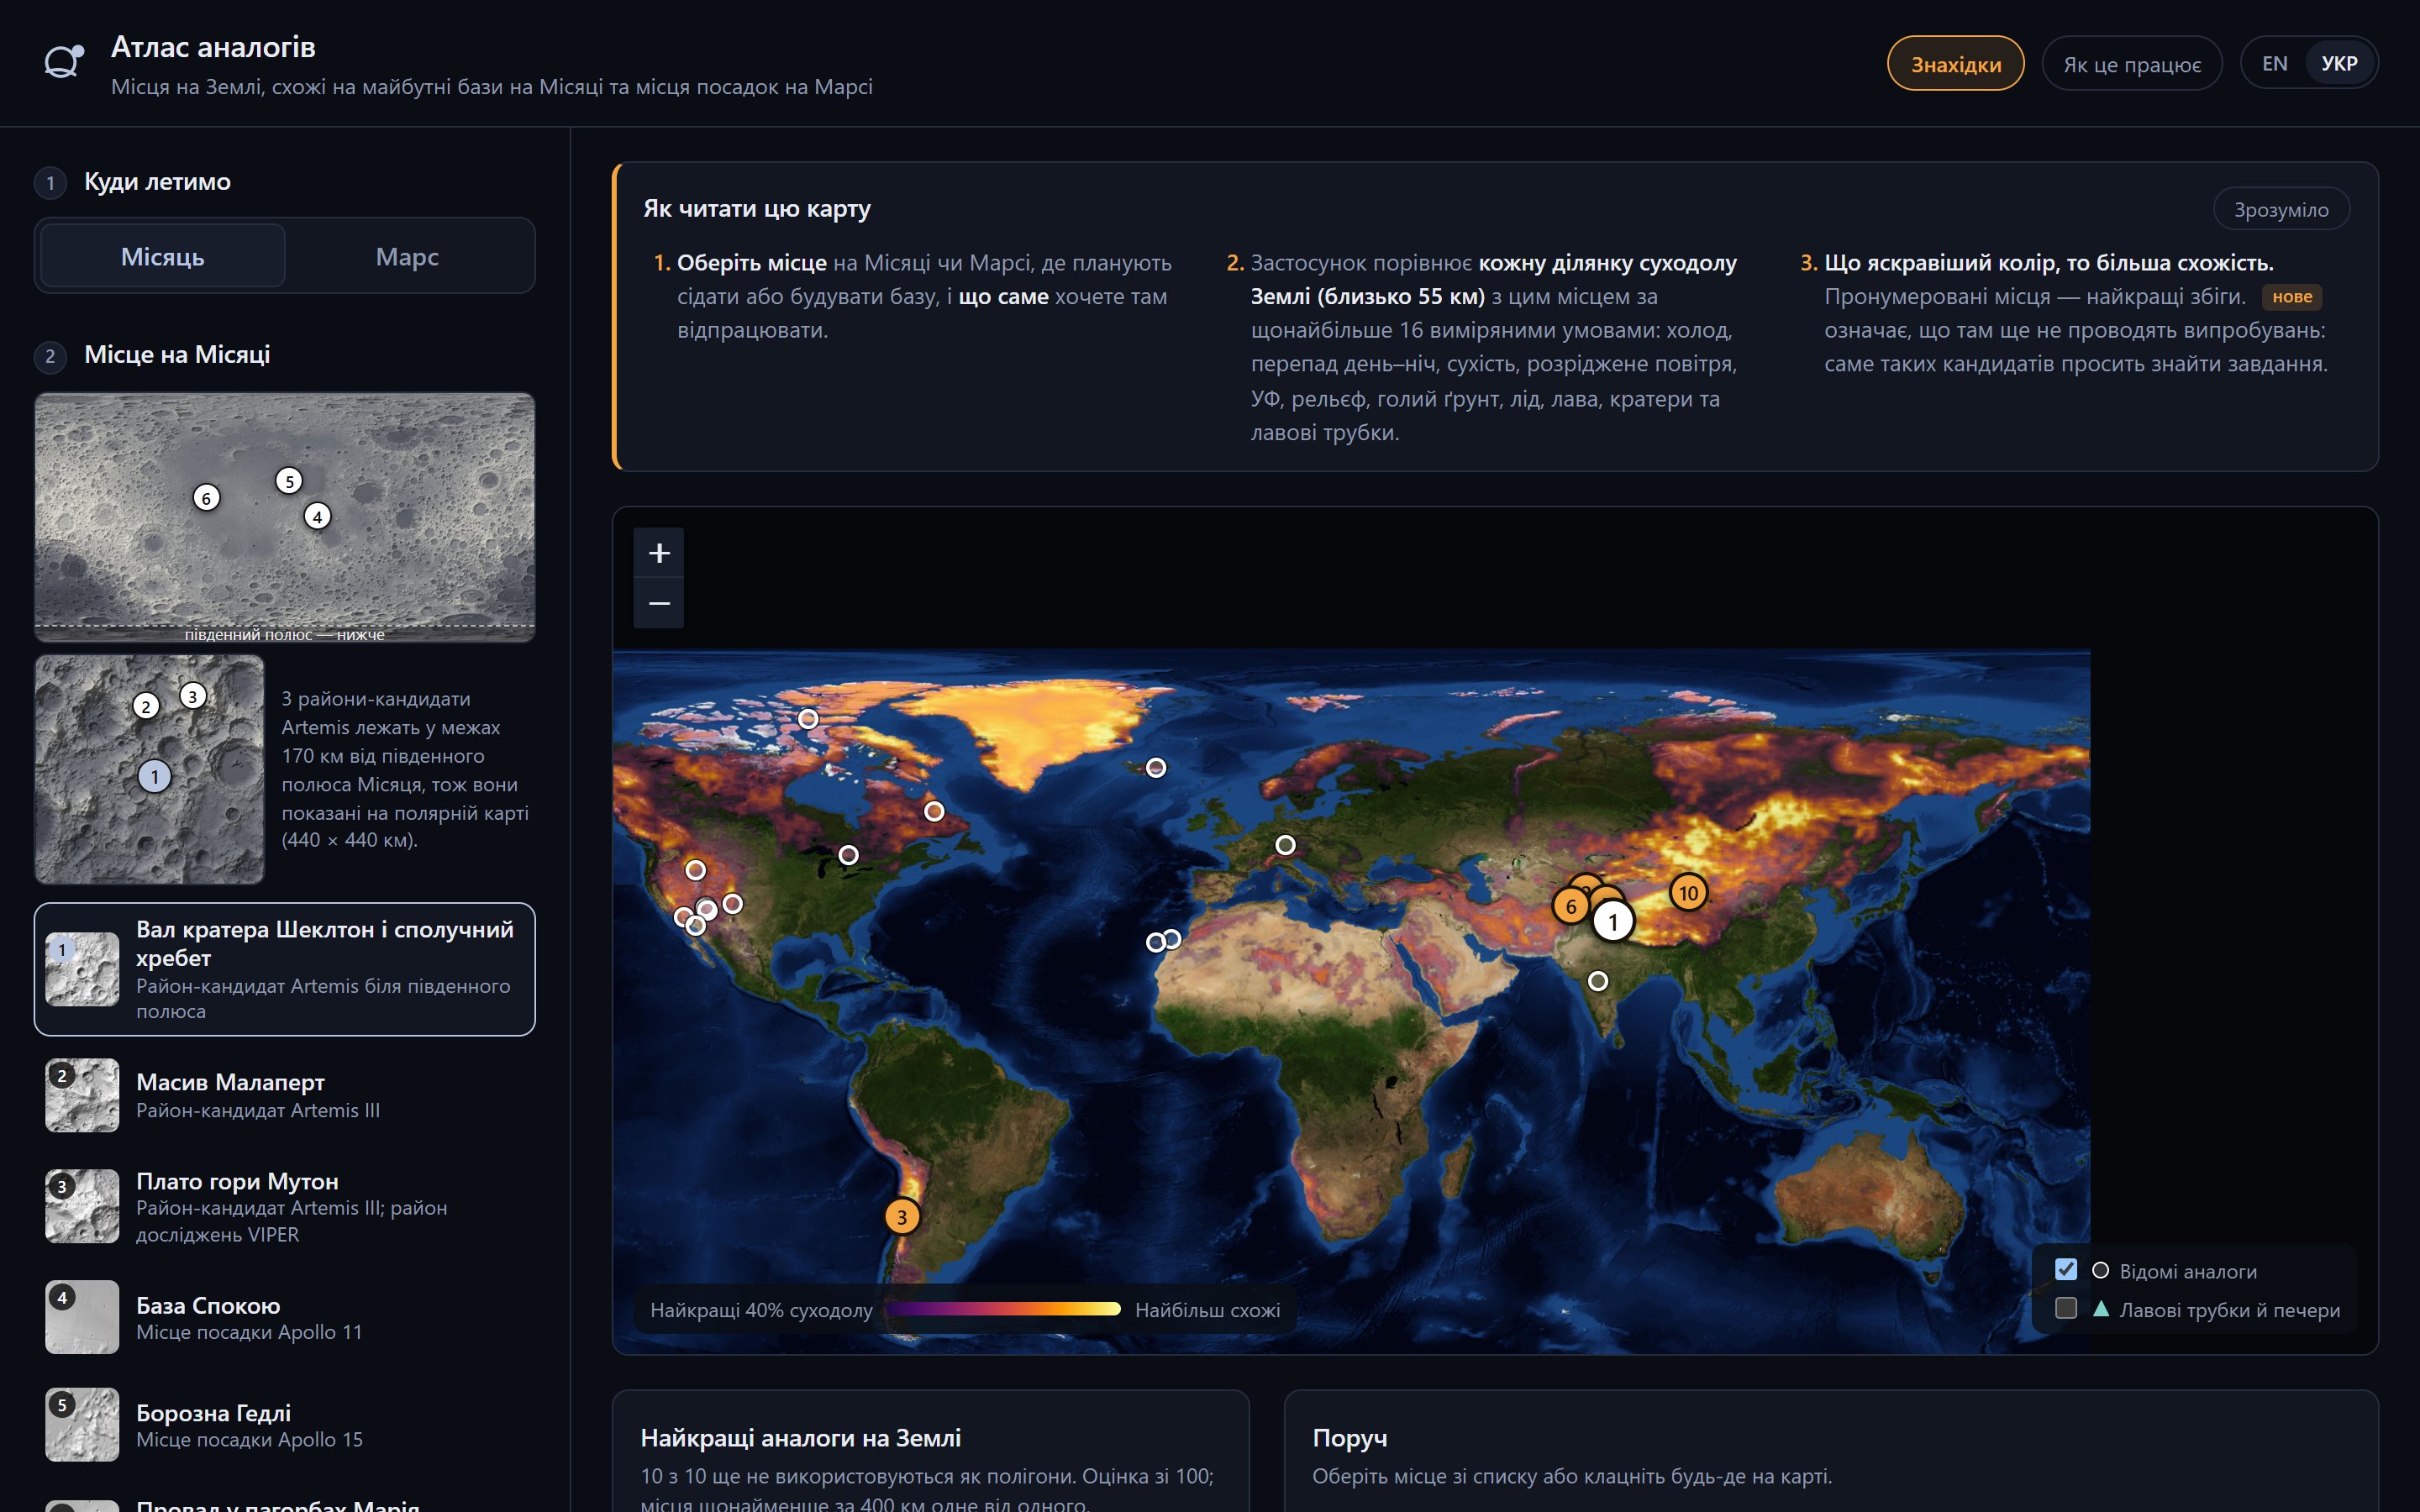 Атлас аналогів
Місця на Землі, схожі на майбутні бази на Місяці та місця посадок на Марсі
Знахідки
Як це працює
EN
УКР
1
Куди летимо
Місяць
Марс
2
Місце на Місяці
6
5
4
південний полюс — нижче
2
3
1
3 райони-кандидати
Artemis лежать у межах
170 км від південного
полюса Місяця, тож вони
показані на полярній карті
(440 × 440 км).
1
Вал кратера Шеклтон і сполучний
хребет
Район-кандидат Artemis біля південного
полюса
2
Масив Малаперт
Район-кандидат Artemis III
3
Плато гори Мутон
Район-кандидат Artemis III; район
досліджень VIPER
4
База Спокою
Місце посадки Apollo 11
5
Борозна Гедлі
Місце посадки Apollo 15
Провал у пагорбах Марія
Як читати цю карту
Зрозуміло
1. Оберіть місце на Місяці чи Марсі, де планують
сідати або будувати базу, і що саме хочете там
відпрацювати.
2. Застосунок порівнює кожну ділянку суходолу
Землі (близько 55 км) з цим місцем за
щонайбільше 16 виміряними умовами: холод,
перепад день–ніч, сухість, розріджене повітря,
УФ, рельєф, голий ґрунт, лід, лава, кратери та
лавові трубки.
3. Що яскравіший колір, то більша схожість.
Пронумеровані місця — найкращі збіги. нове
означає, що там ще не проводять випробувань:
саме таких кандидатів просить знайти завдання.
+
−
6
1
10
3
Найкращі 40% суходолу
Найбільш схожі
Відомі аналоги
Лавові трубки й печери
Найкращі аналоги на Землі
10 з 10 ще не використовуються як полігони. Оцінка зі 100;
місця щонайменше за 400 км одне від одного.
Поруч
Оберіть місце зі списку або клацніть будь-де на карті.